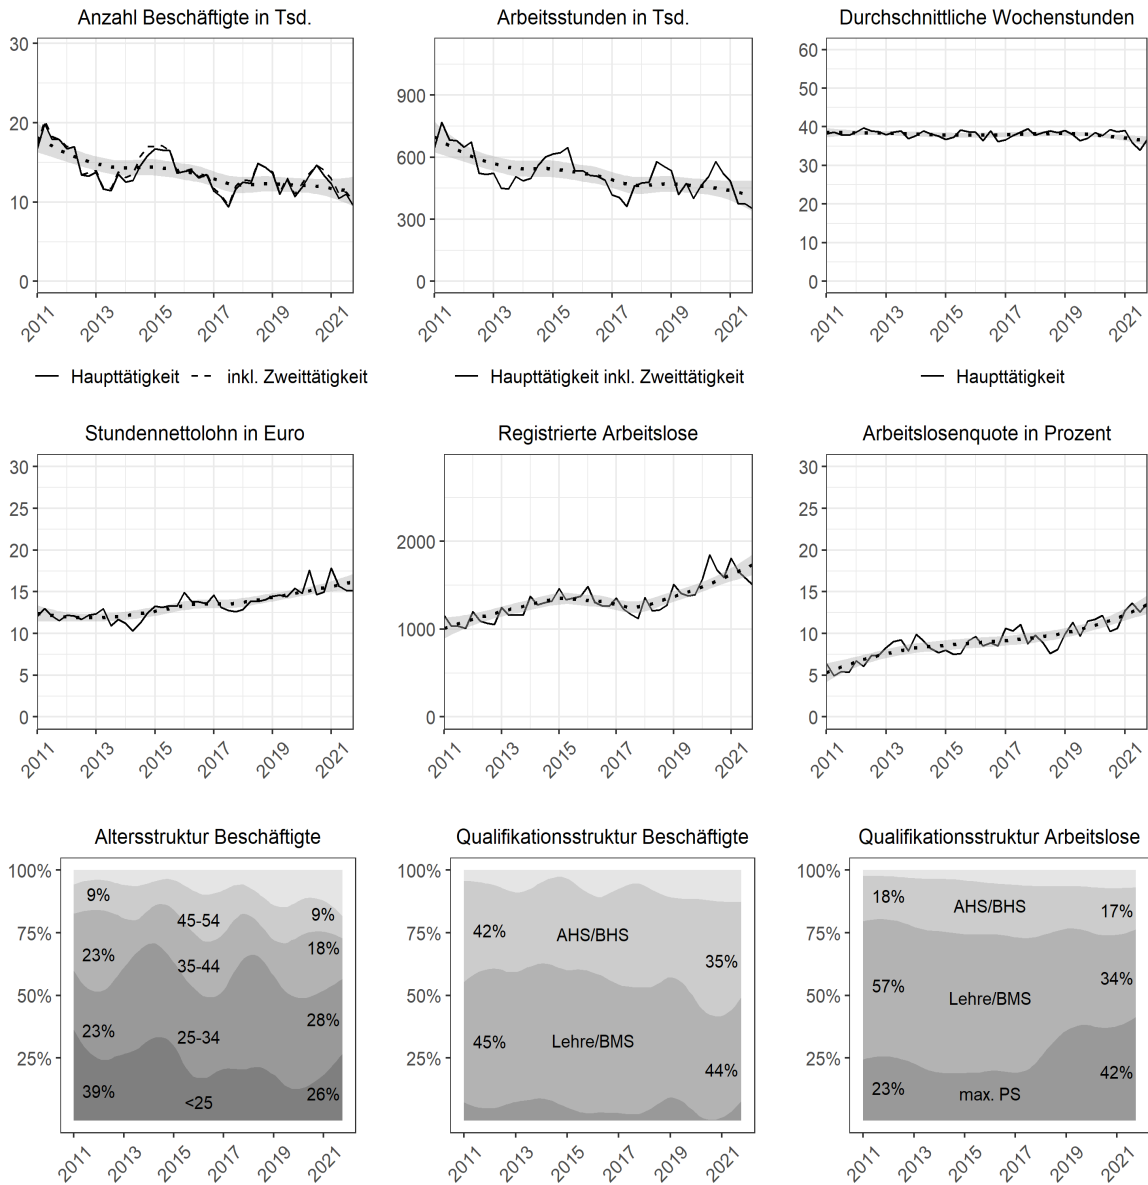 Anzahl Beschäftigte in Tsd.
30
20
10
0
2011 2013 2015 2017 2019 2021
Haupttätigkeit inkl. Zweittätigkeit
Arbeitsstunden in Tsd.
900
600
300
0
2011 2013 2015 2017 2019 2021
Haupttätigkeit inkl. Zweittätigkeit
Durchschnittliche Wochenstunden
60
50
40
30
20
10
0
2011 2013 2015 2017 2019 2021
Haupttätigkeit
Stundennettolohn in Euro
30
25
20
15
10
5
0
2011 2013 2015 2017 2019 2021
Registrierte Arbeitslose
2000
1000
0
2011 2013 2015 2017 2019 2021
Arbeitslosenquote in Prozent
30
25
20
15
10
5
0
2011 2013 2015 2017 2019 2021
Altersstruktur Beschäftigte
100%
75%
50%
25%
9% 45-54 9%
23% 35-44 18%
23% 25-34 28%
39% <25 26%
2011 2013 2015 2017 2019 2021
Qualifikationsstruktur Beschäftigte
100%
75%
50%
25%
42% AHS/BHS 35%
45% Lehre/BMS 44%
2011 2013 2015 2017 2019 2021
Qualifikationsstruktur Arbeitslose
100%
75%
50%
25%
18% AHS/BHS 17%
57% Lehre/BMS 34%
23% max. PS 42%
2011 2013 2015 2017 2019 2021